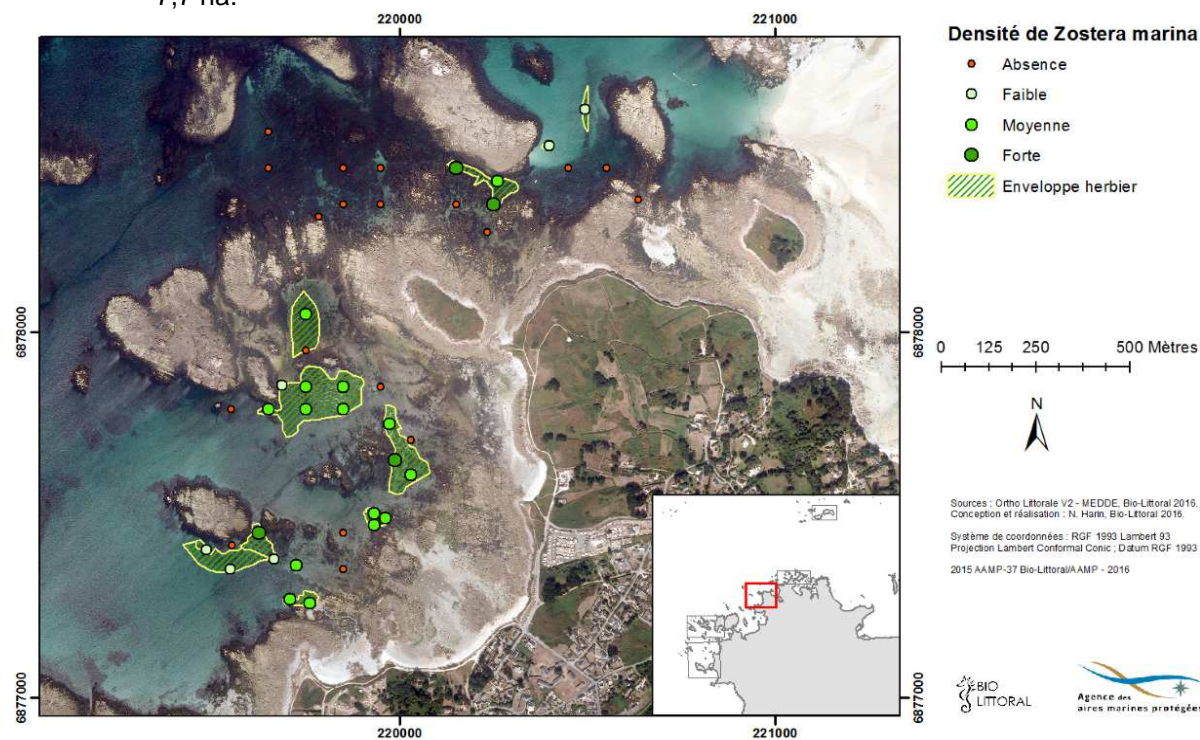 7,7 ha.
220000 221000
Densité de Zostera marina
Absence
Faible
Moyenne
Forte
Enveloppe herbier
6878000 6878000
0 125 250 500 Mètres
N
Sources : Ortho Littorale V2 - MEDDE, Bio-Littoral 2016.
Conception et réalisation : N. Harin, Bio-Littoral 2016.
Système de coordonnées : RGF 1993 Lambert 93
Projection Lambert Conformal Conic ; Datum RGF 1993
2015 AAMP-37 Bio-Littoral/AAMP - 2016
BIO
LITTORAL
Agence des
aires marines protégées
6877000 6877000
220000 221000